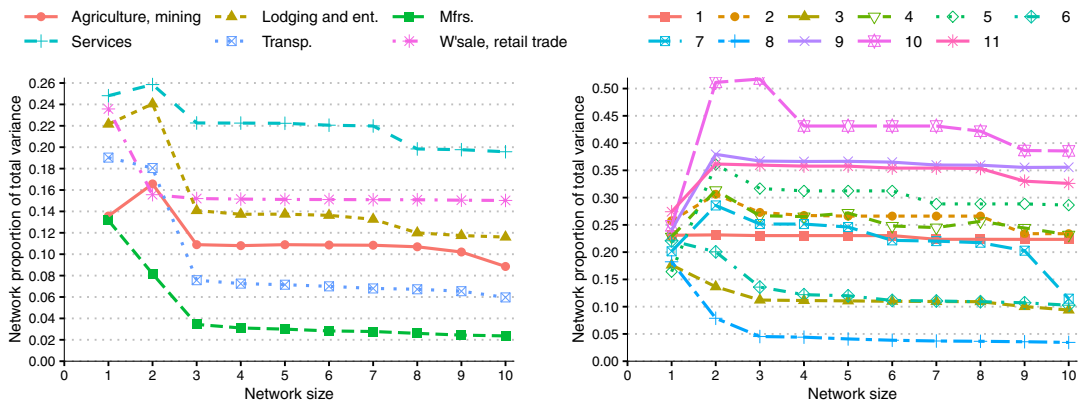 Agriculture, mining Lodging and ent. Mfrs.
Services Transp. W'sale, retail trade
0.26
0.24
0.22
0.20
0.18
0.16
0.14
0.12
0.10
0.08
0.06
0.04
0.02
0.00
Network proportion of total variance
0 1 2 3 4 5 6 7 8 9 10
Network size
1 2 3 4 5 6
7 8 9 10 11
0.50
0.45
0.40
0.35
0.30
0.25
0.20
0.15
0.10
0.05
0.00
Network proportion of total variance
0 1 2 3 4 5 6 7 8 9 10
Network size